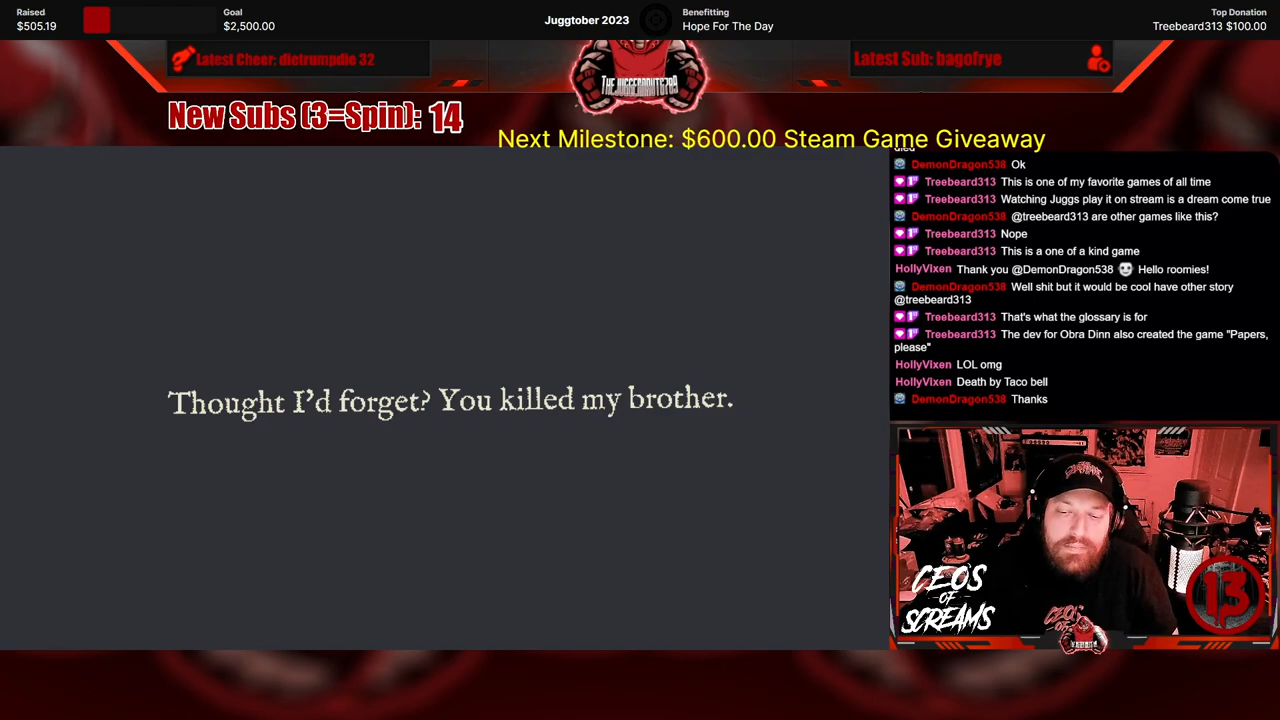 Raised
$505.19
Goal
$2,500.00
Juggtober 2023
Benefitting
Hope For The Day
Top Donation
Treebeard313 $100.00
Latest Cheer: dietrumpdie 32
THEJUGGERNAUT6789
Latest Sub: bagofrye
New Subs (3=Spin): 14
Next Milestone: $600.00 Steam Game Giveaway
DemonDragon538 Ok
Treebeard313 This is one of my favorite games of all time
Treebeard313 Watching Juggs play it on stream is a dream come true
DemonDragon538 @treebeard313 are other games like this?
Treebeard313 Nope
Treebeard313 This is a one of a kind game
HollyVixen Thank you @DemonDragon538 Hello roomies!
DemonDragon538 Well shit but it would be cool have other story
@treebeard313
Treebeard313 That's what the glossary is for
Treebeard313 The dev for Obra Dinn also created the game "Papers,
please"
HollyVixen LOL omg
HollyVixen Death by Taco bell
DemonDragon538 Thanks
Thought I'd forget? You killed my brother.
CEOS
OF
SCREAMS
CEOS
OF
13